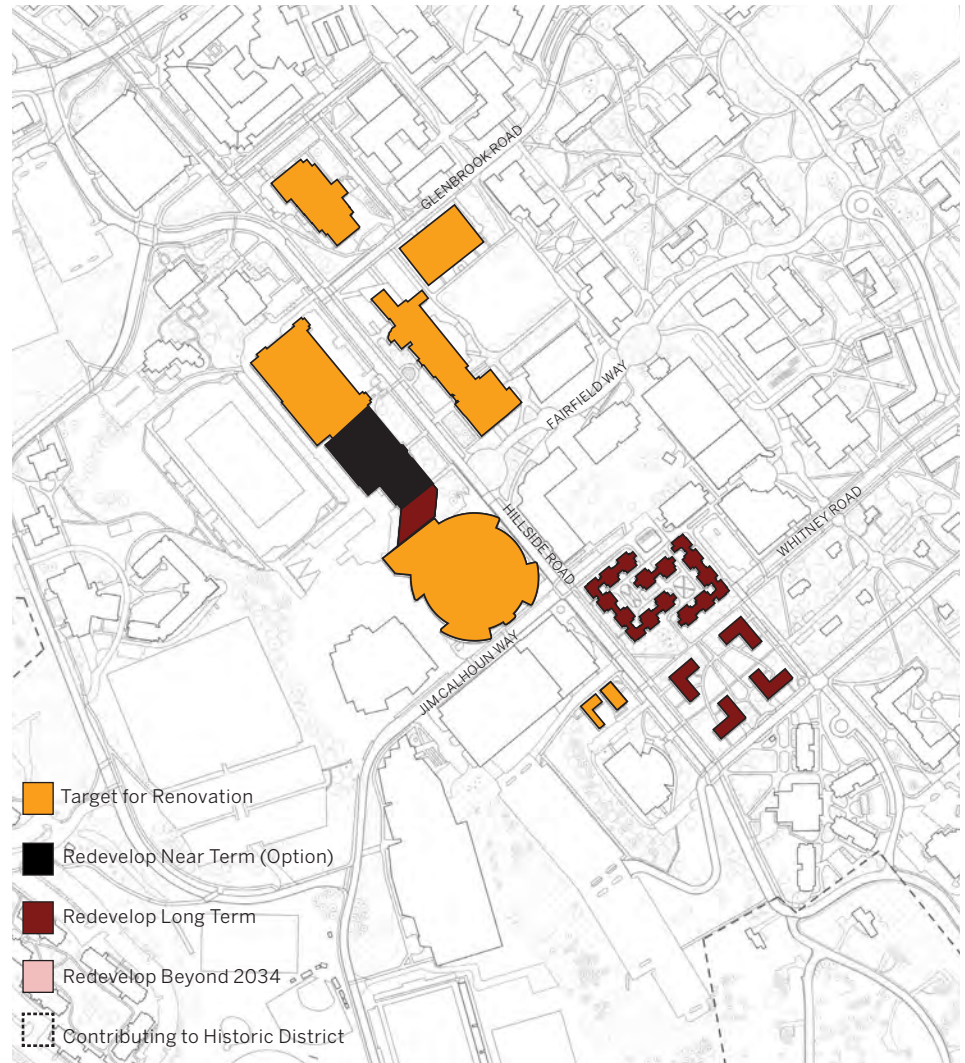 GLENBROOK ROAD
FAIRFIELD WAY
HILLSIDE ROAD
WHITNEY ROAD
JIM CALHOUN WAY
Target for Renovation
Redevelop Near Term (Option)
Redevelop Long Term
Redevelop Beyond 2034
Contributing to Historic District